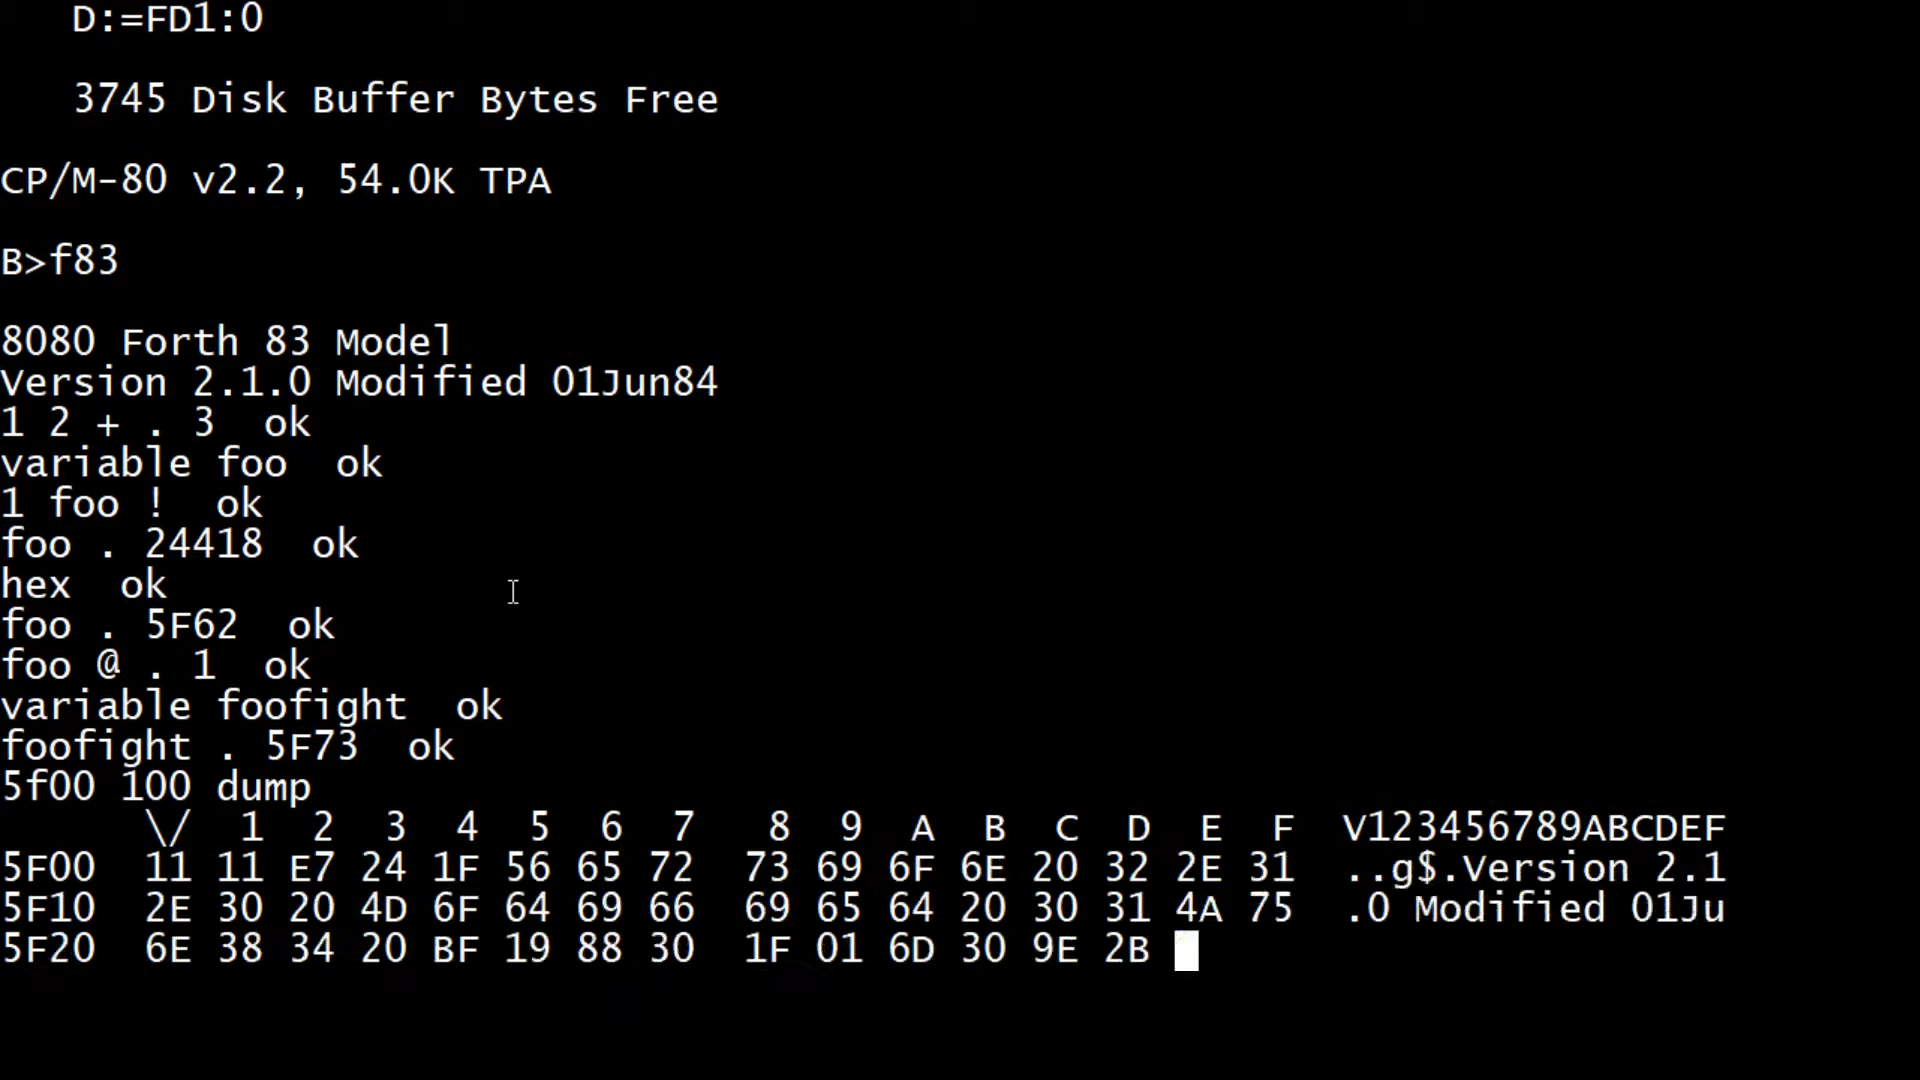 D:=FD1:0
3745 Disk Buffer Bytes Free
CP/M-80 v2.2, 54.0K TPA
B>f83
8080 Forth 83 Model
Version 2.1.0 Modified 01Jun84
1 2 + . 3  ok
variable foo  ok
1 foo !  ok
foo . 24418  ok
hex  ok
foo . 5F62  ok
foo @ . 1  ok
variable foofight  ok
foofight . 5F73  ok
5f00 100 dump
\/  1  2  3  4  5  6  7   8  9  A  B  C  D  E  F  V123456789ABCDEF
5F00  11 11 E7 24 1F 56 65 72  73 69 6F 6E 20 32 2E 31  ..g$.Version 2.1
5F10  2E 30 20 4D 6F 64 69 66  69 65 64 20 30 31 4A 75  .0 Modified 01Ju
5F20  6E 38 34 20 BF 19 88 30  1F 01 6D 30 9E 2B